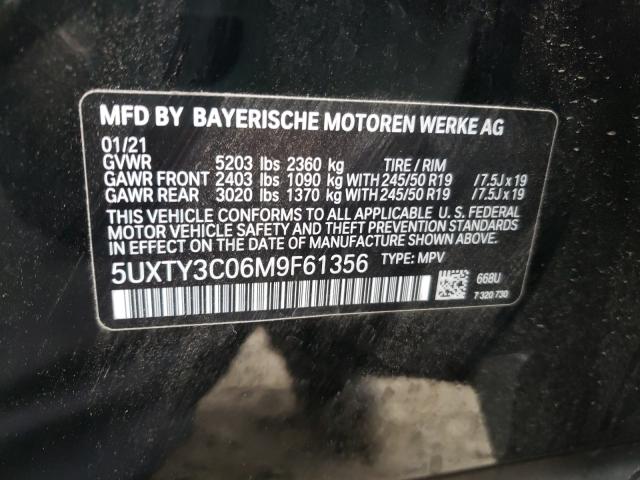 MFD BY BAYERISCHE MOTOREN WERKE AG
01/21
GVWR 5203 lbs 2360 kg TIRE / RIM
GAWR FRONT 2403 lbs 1090 kg WITH 245/50 R19 /7.5J x 19
GAWR REAR 3020 lbs 1370 kg WITH 245/50 R19 /7.5J x 19
THIS VEHICLE CONFORMS TO ALL APPLICABLE U. S. FEDERAL
MOTOR VEHICLE SAFETY AND THEFT PREVENTION STANDARDS
IN EFFECT ON THE DATE OF MANUFACTURE SHOWN ABOVE.
5UXTY3C06M9F61356 TYPE: MPV
668U
7 320 730